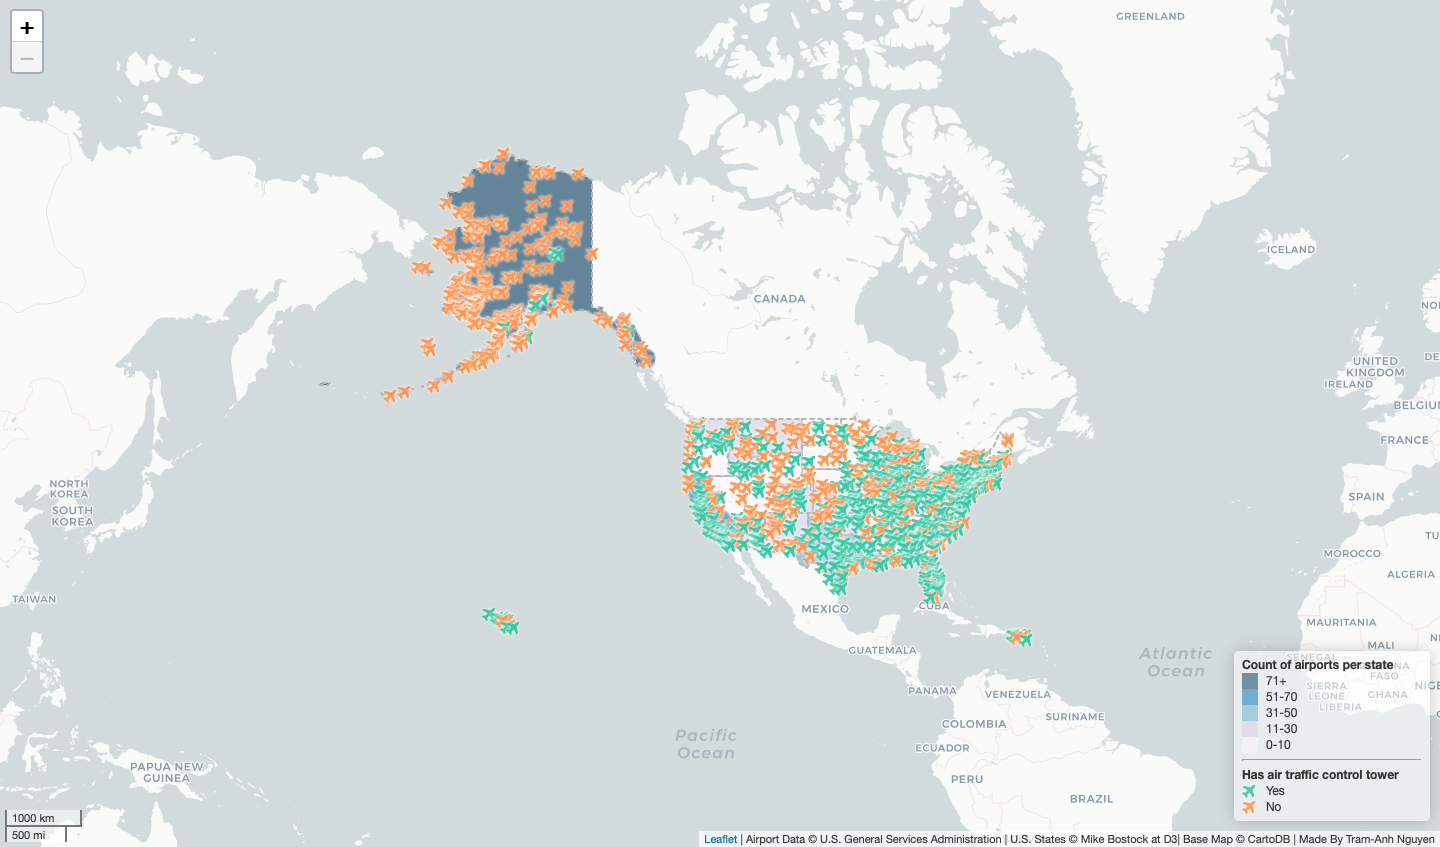 +
−
GREENLAND
ICELAND
CANADA
NO
UNITED
KINGDOM
DE
IRELAND
BELGIUM
FRANCE
SPAIN
NORTH
KOREA
SOUTH
KOREA
TU
MOROCCO
ALGERIA
TAIWAN
MEXICO
CUBA
MAURITANIA
MALI
NI
GUATEMALA
Atlantic
Ocean
SENEGAL
FASO
SIERRA
LEONE
GHANA
NIGE
LIBERIA
PANAMA
VENEZUELA
COLOMBIA
SURINAME
Pacific
Ocean
ECUADOR
PAPUA NEW
GUINEA
PERU
BRAZIL
Count of airports per state
71+
51-70
31-50
11-30
0-10
Has air traffic control tower
Yes
No
1000 km
500 mi
Leaflet | Airport Data © U.S. General Services Administration | U.S. States © Mike Bostock at D3| Base Map © CartoDB | Made By Tram-Anh Nguyen